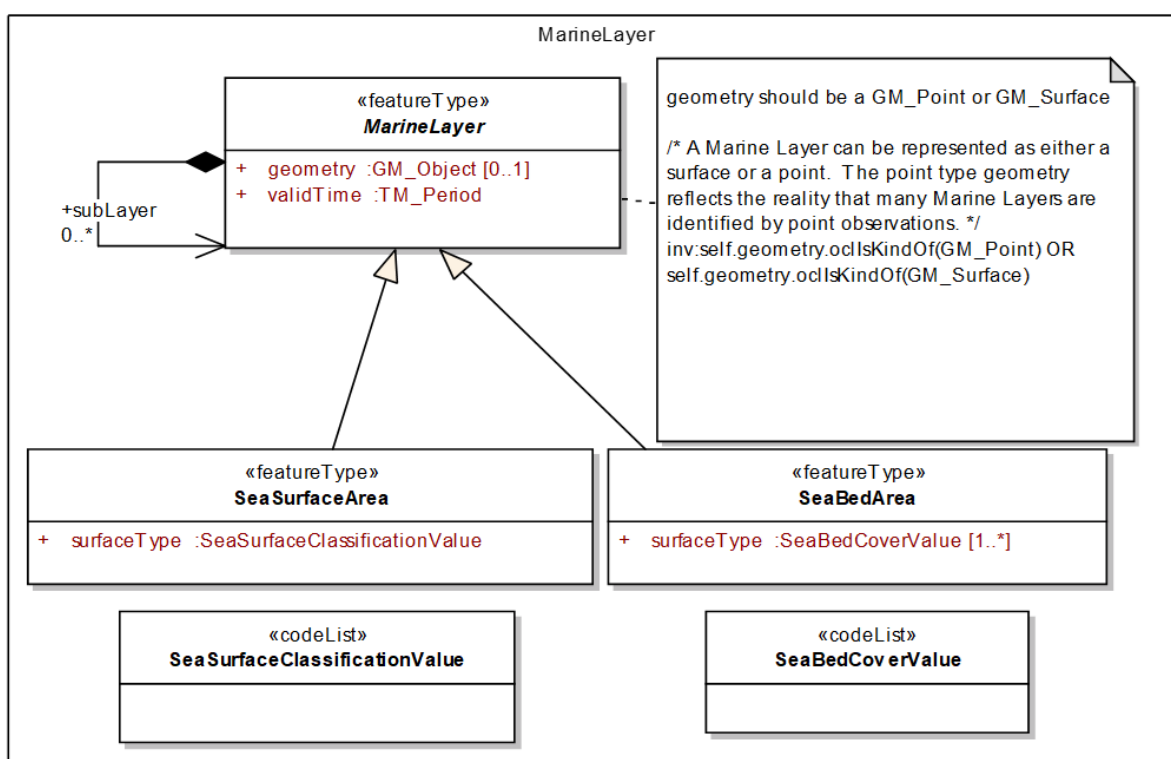 MarineLayer
«featureType»
MarineLayer
+ geometry :GM_Object [0..1]
+ validTime :TM_Period
+subLayer
0..*
geometry should be a GM_Point or GM_Surface
/* A Marine Layer can be represented as either a
surface or a point. The point type geometry
reflects the reality that many Marine Layers are
identified by point observations. */
inv:self.geometry.oclIsKindOf(GM_Point) OR
self.geometry.oclIsKindOf(GM_Surface)
«featureType»
SeaSurfaceArea
+ surfaceType :SeaSurfaceClassificationValue
«featureType»
SeaBedArea
+ surfaceType :SeaBedCoverValue [1..*]
«codeList»
SeaSurfaceClassificationValue
«codeList»
SeaBedCoverValue